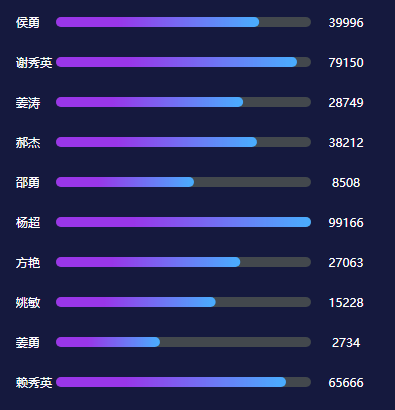 侯勇 39996
谢秀英 79150
姜涛 28749
郝杰 38212
邵勇 8508
杨超 99166
方艳 27063
姚敏 15228
姜勇 2734
赖秀英 65666